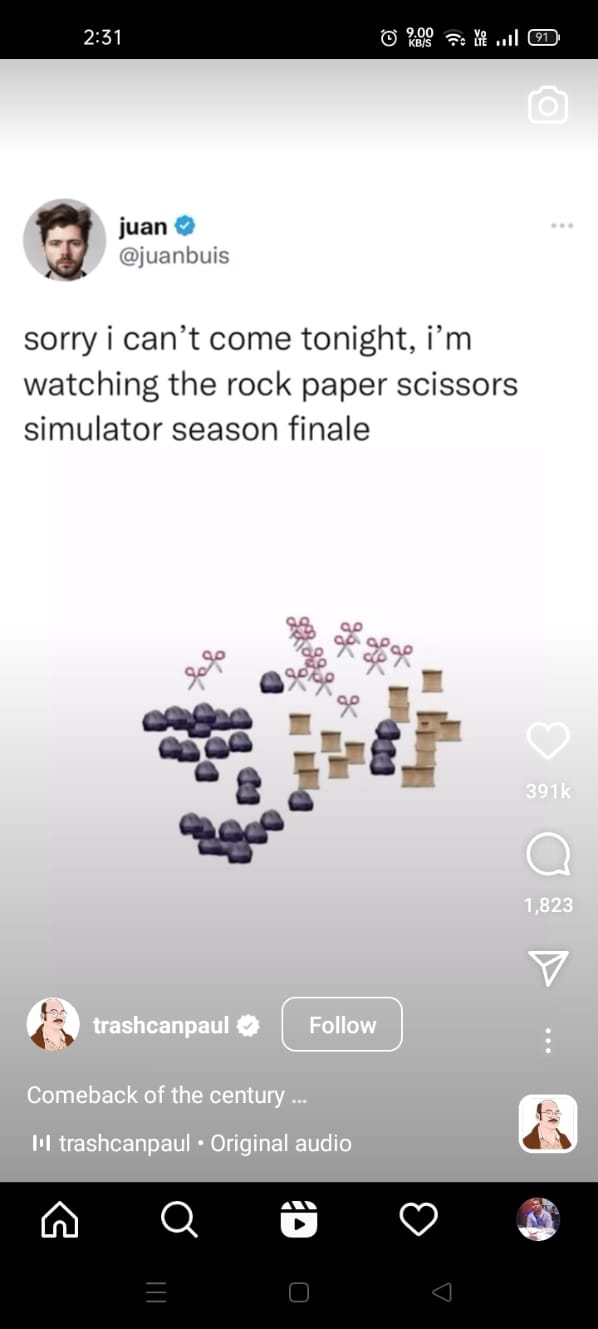 2:31
9.00 KB/S
Vo LTE
91
juan
@juanbuis
sorry i can’t come tonight, i’m
watching the rock paper scissors
simulator season finale
391k
1,823
trashcanpaul
Follow
Comeback of the century ...
trashcanpaul • Original audio